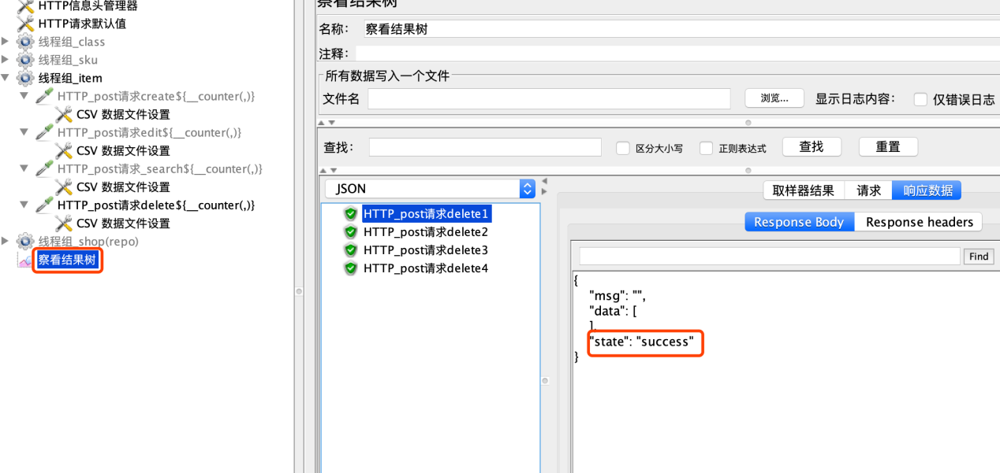 HTTP信息头管理器
HTTP请求默认值
线程组_class
线程组_sku
线程组_item
HTTP_post请求create${__counter(,)}
CSV 数据文件设置
HTTP_post请求edit${__counter(,)}
CSV 数据文件设置
HTTP_post请求_search${__counter(,)}
CSV 数据文件设置
HTTP_post请求delete${__counter(,)}
CSV 数据文件设置
线程组_shop(repo)
察看结果树
察看结果树
名称： 察看结果树
注释：
所有数据写入一个文件
文件名 浏览... 显示日志内容： 仅错误日志
查找： 区分大小写 正则表达式 查找 重置
JSON
HTTP_post请求delete1
HTTP_post请求delete2
HTTP_post请求delete3
HTTP_post请求delete4
取样器结果 请求 响应数据
Response Body Response headers
Find
{
"msg": "",
"data": [
],
"state": "success"
}